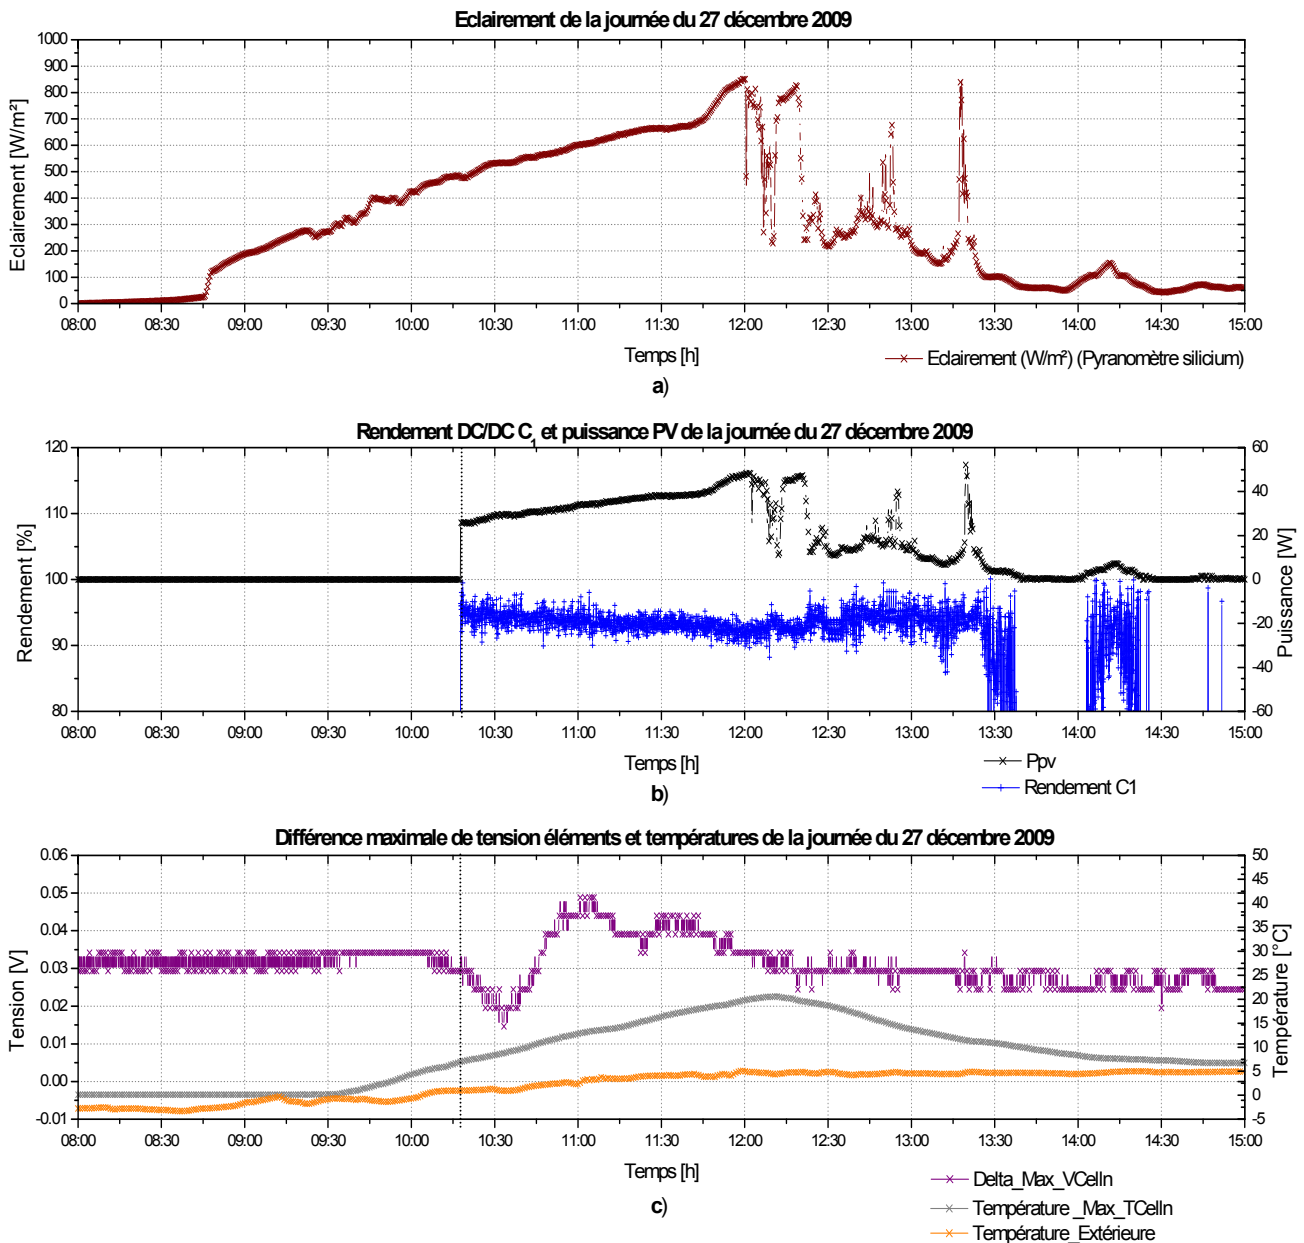 Eclairement de la journée du 27 décembre 2009
1000
900
800
700
600
500
400
300
200
100
0
Eclairement [W/m²]
08:00 08:30 09:00 09:30 10:00 10:30 11:00 11:30 12:00 12:30 13:00 13:30 14:00 14:30 15:00
Temps [h]
Eclairement (W/m²) (Pyranomètre silicium)
a)
Rendement DC/DC C1 et puissance PV de la journée du 27 décembre 2009
120
110
100
90
80
Rendement [%]
60
40
20
0
-20
-40
-60
Puissance [W]
08:00 08:30 09:00 09:30 10:00 10:30 11:00 11:30 12:00 12:30 13:00 13:30 14:00 14:30 15:00
Temps [h]
Ppv
Rendement C1
b)
Différence maximale de tension éléments et températures de la journée du 27 décembre 2009
0.06
0.05
0.04
0.03
0.02
0.01
0.00
-0.01
Tension [V]
50
45
40
35
30
25
20
15
10
5
0
-5
Température [°C]
08:00 08:30 09:00 09:30 10:00 10:30 11:00 11:30 12:00 12:30 13:00 13:30 14:00 14:30 15:00
Temps [h]
Delta_Max_VCelln
Température _Max_TCelln
Température_Extérieure
c)